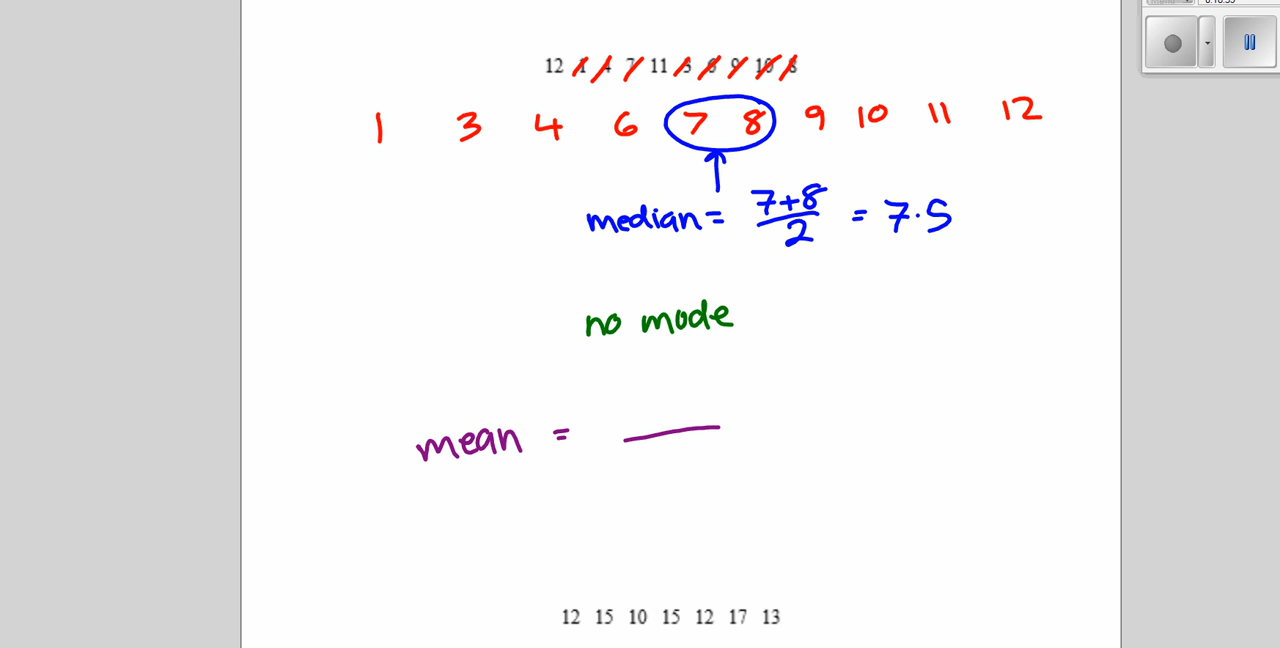 12 1 4 7 11 3 6 9 10 8
1 3 4 6 7 8 9 10 11 12
median = 7+8 / 2 = 7.5
no mode
mean =
12 15 10 15 12 17 13